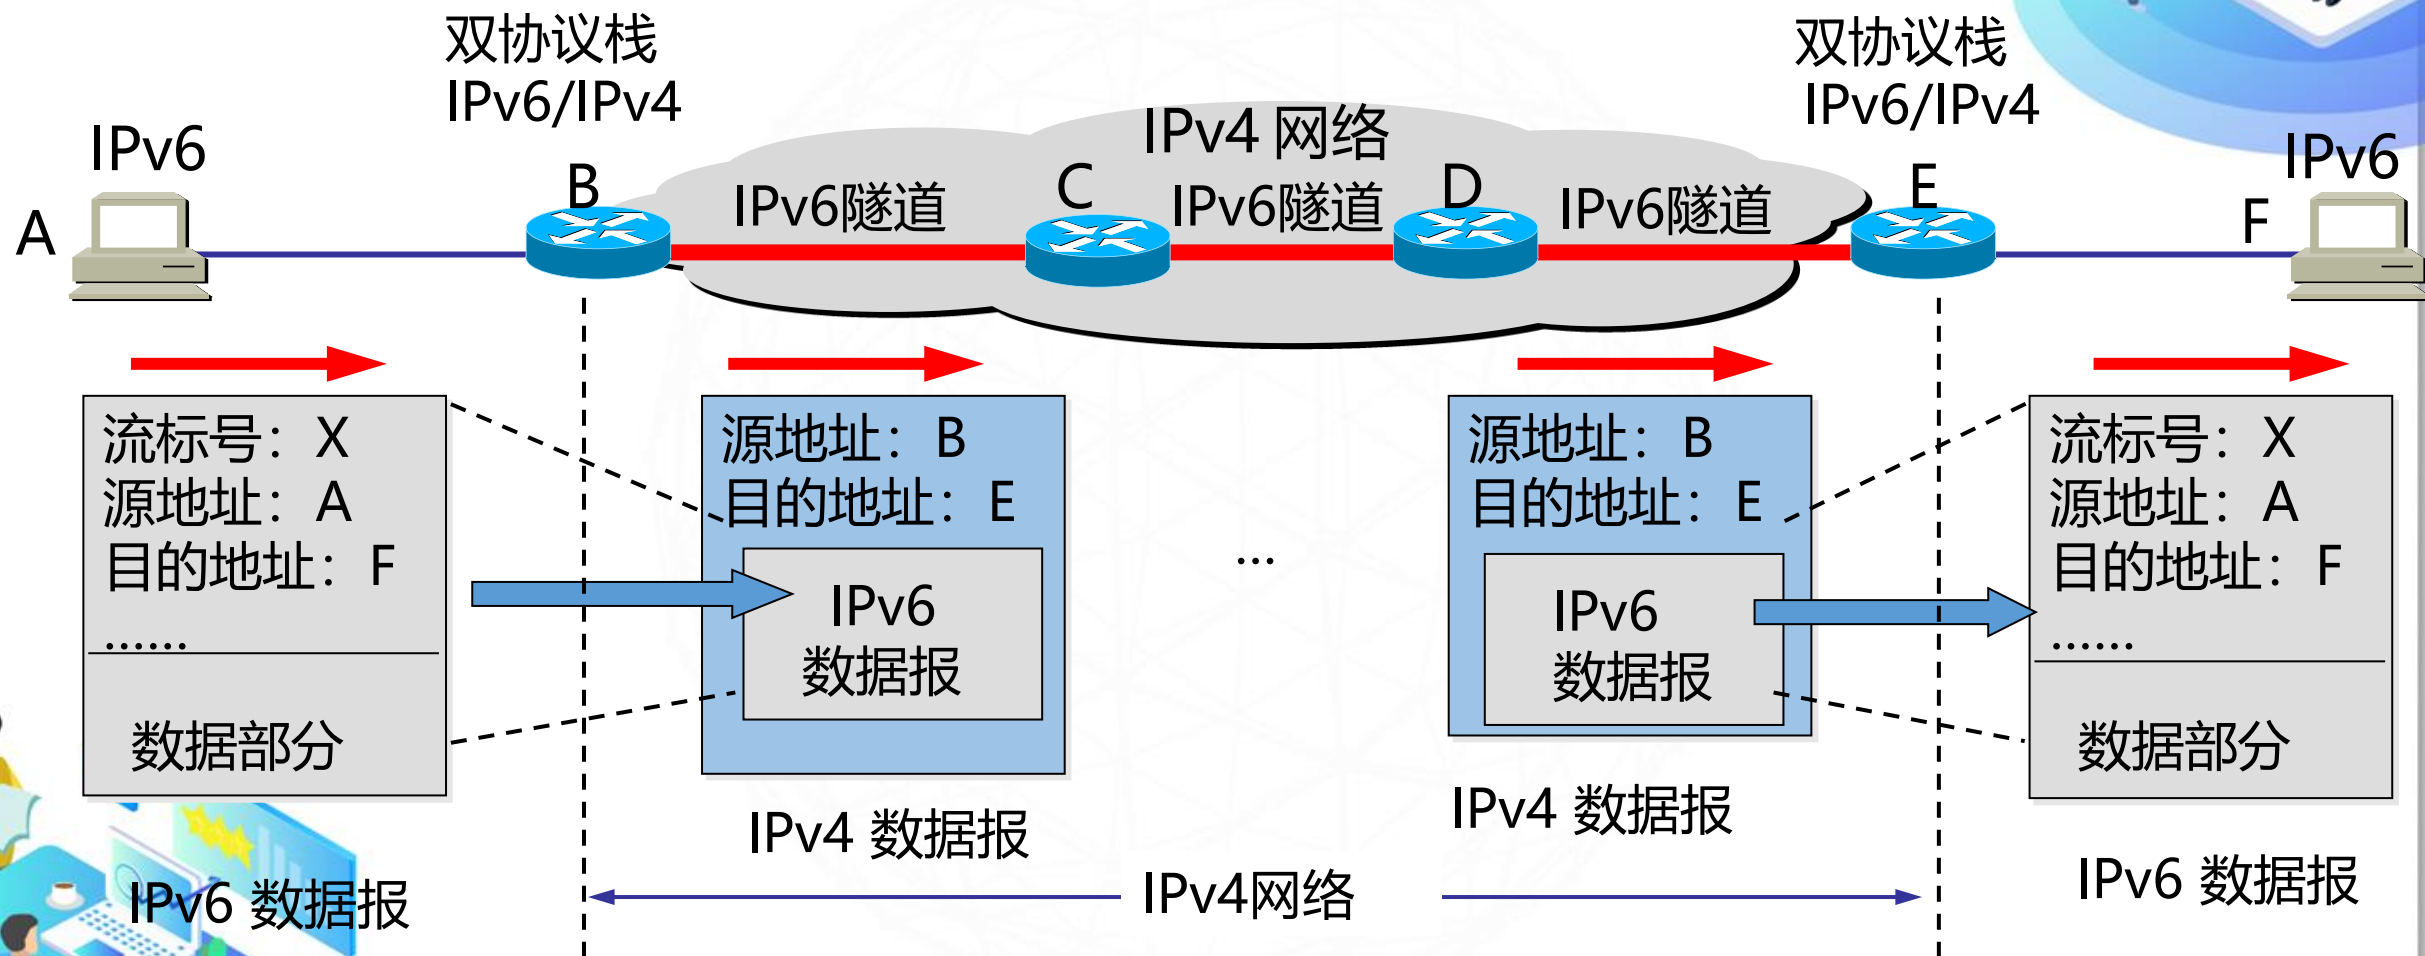 双协议栈
IPv6/IPv4
双协议栈
IPv6/IPv4
IPv4 网络
IPv6
IPv6
A
B
IPv6隧道
C
IPv6隧道
D
IPv6隧道
E
F
流标号：X
源地址：A
目的地址：F
......
数据部分
IPv6 数据报
源地址：B
目的地址：E
IPv6
数据报
IPv4 数据报
...
源地址：B
目的地址：E
IPv6
数据报
IPv4 数据报
流标号：X
源地址：A
目的地址：F
......
数据部分
IPv6 数据报
IPv4网络